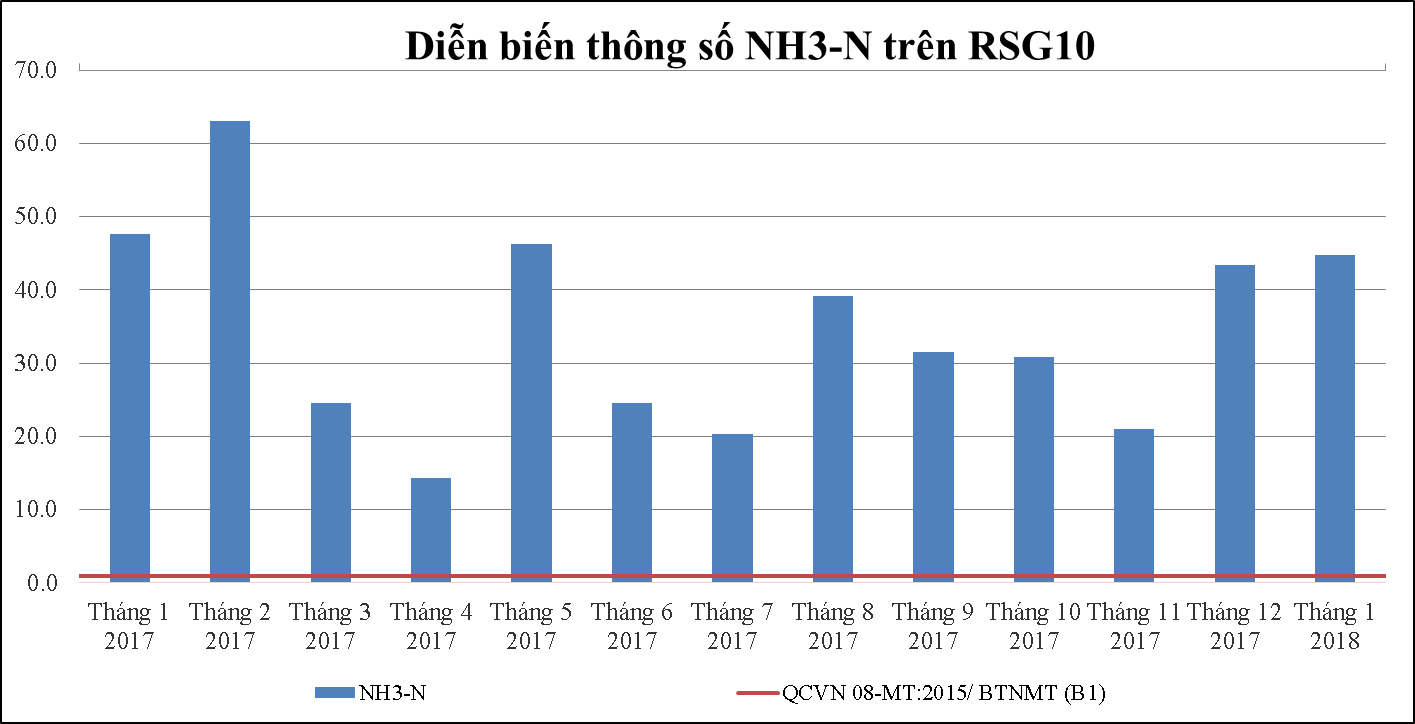 Diễn biến thông số NH3-N trên RSG10
70.0
60.0
50.0
40.0
30.0
20.0
10.0
0.0
Tháng 1 Tháng 2 Tháng 3 Tháng 4 Tháng 5 Tháng 6 Tháng 7 Tháng 8 Tháng 9 Tháng 10 Tháng 11 Tháng 12 Tháng 1
2017 2017 2017 2017 2017 2017 2017 2017 2017 2017 2017 2017 2018
NH3-N QCVN 08-MT:2015/ BTNMT (B1)